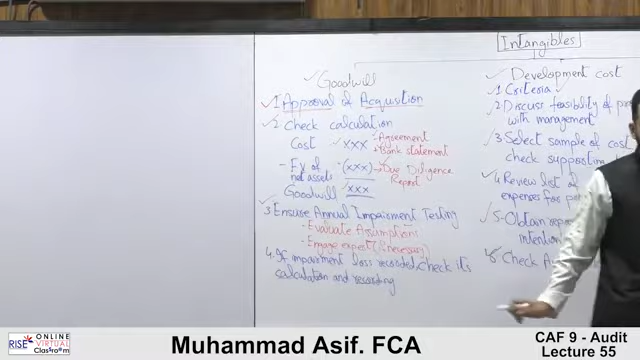 Intangibles
Goodwill
1 Approval of Acquisition
2 Check calculation
Cost xxx - Agreement
- Bank statement
- FV of net assets (xxx) → Due Diligence Report
Goodwill xxx
3 Ensure Annual Impairment Testing
- Evaluate Assumptions
- Engage expert (if necessary)
4. If impairment loss recorded, check its
calculation and recording
Development cost
1 Criteria
2 Discuss feasibility of
with management
3 Select sample of cost
check supporting
4 Review list of
expenses for
5- Obtain
intention
Check
RISE ONLINE VIRTUAL Classroom
Muhammad Asif. FCA
CAF 9 - Audit
Lecture 55